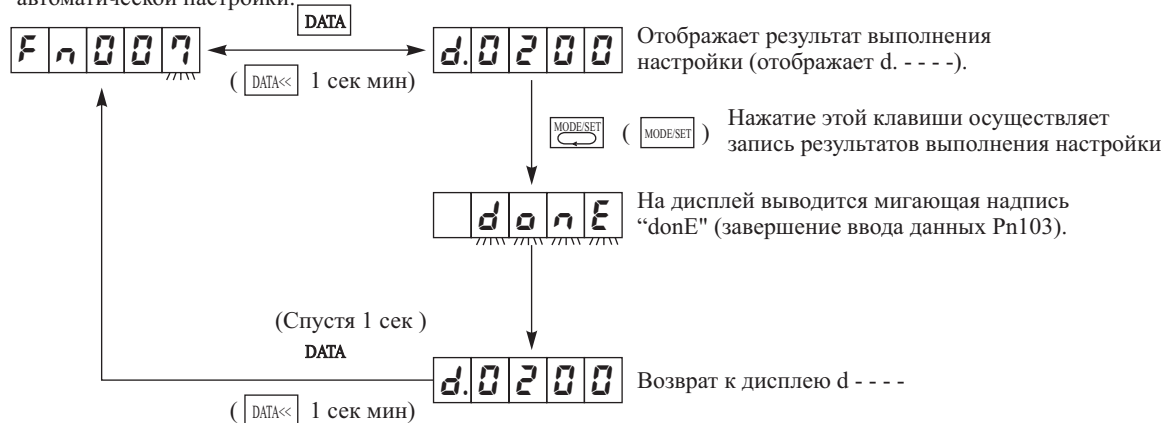 автоматической настройки.
DATA
Fn007
d.0200
Отображает результат выполнения
настройки (отображает d. - - - -).
( DATA<< 1 сек мин)
MODE/SET ( MODE/SET )
Нажатие этой клавиши осуществляет
запись результатов выполнения настройки
donE
На дисплей выводится мигающая надпись
“donE" (завершение ввода данных Pn103).
(Спустя 1 сек )
DATA
d.0200
Возврат к дисплею d - - - -
( DATA<< 1 сек мин)